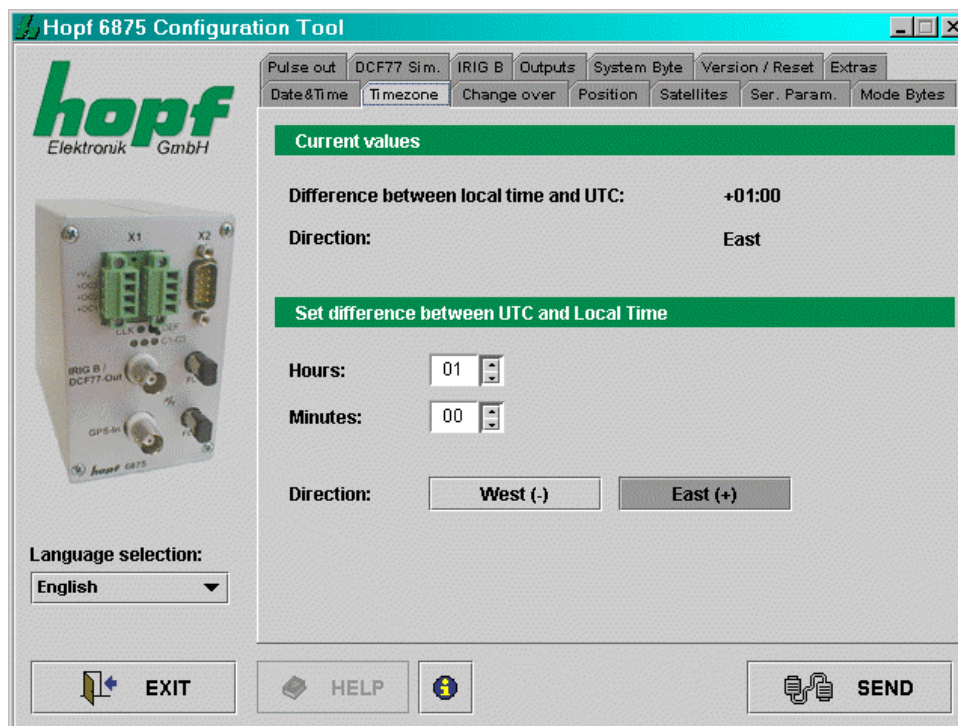 Hopf 6875 Configuration Tool
Pulse out DCF77 Sim. IRIG B Outputs System Byte Version / Reset Extras
Date&Time Timezone Change over Position Satellites Ser. Param. Mode Bytes
hopf
Elektronik GmbH
Current values
Difference between local time and UTC: +01:00
Direction: East
X1 X2
IRIG B /
DCF77-Out
GPS-In
hopf 6875
Set difference between UTC and Local Time
Hours: 01
Minutes: 00
Direction: West (-) East (+)
Language selection:
English
EXIT HELP SEND